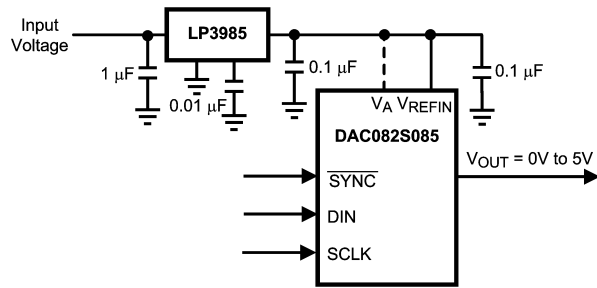 Input
Voltage
LP3985
1 μF
0.01 μF
0.1 μF
0.1 μF
VA VREFIN
DAC082S085
SYNC
DIN
SCLK
VOUT = 0V to 5V